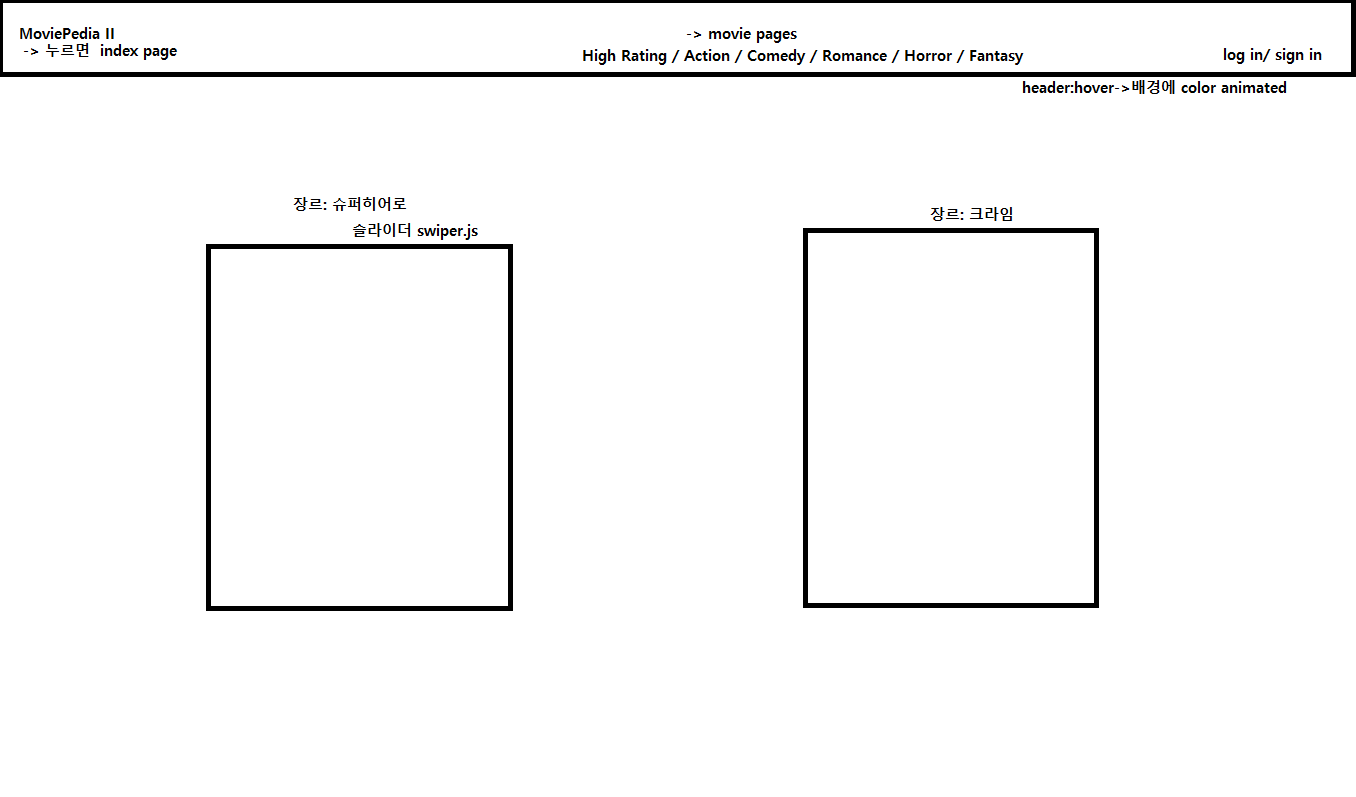 MoviePedia II
-> 누르면 index page
-> movie pages
High Rating / Action / Comedy / Romance / Horror / Fantasy
log in/ sign in
header:hover->배경에 color animated
장르: 슈퍼히어로
슬라이더 swiper.js
장르: 크라임